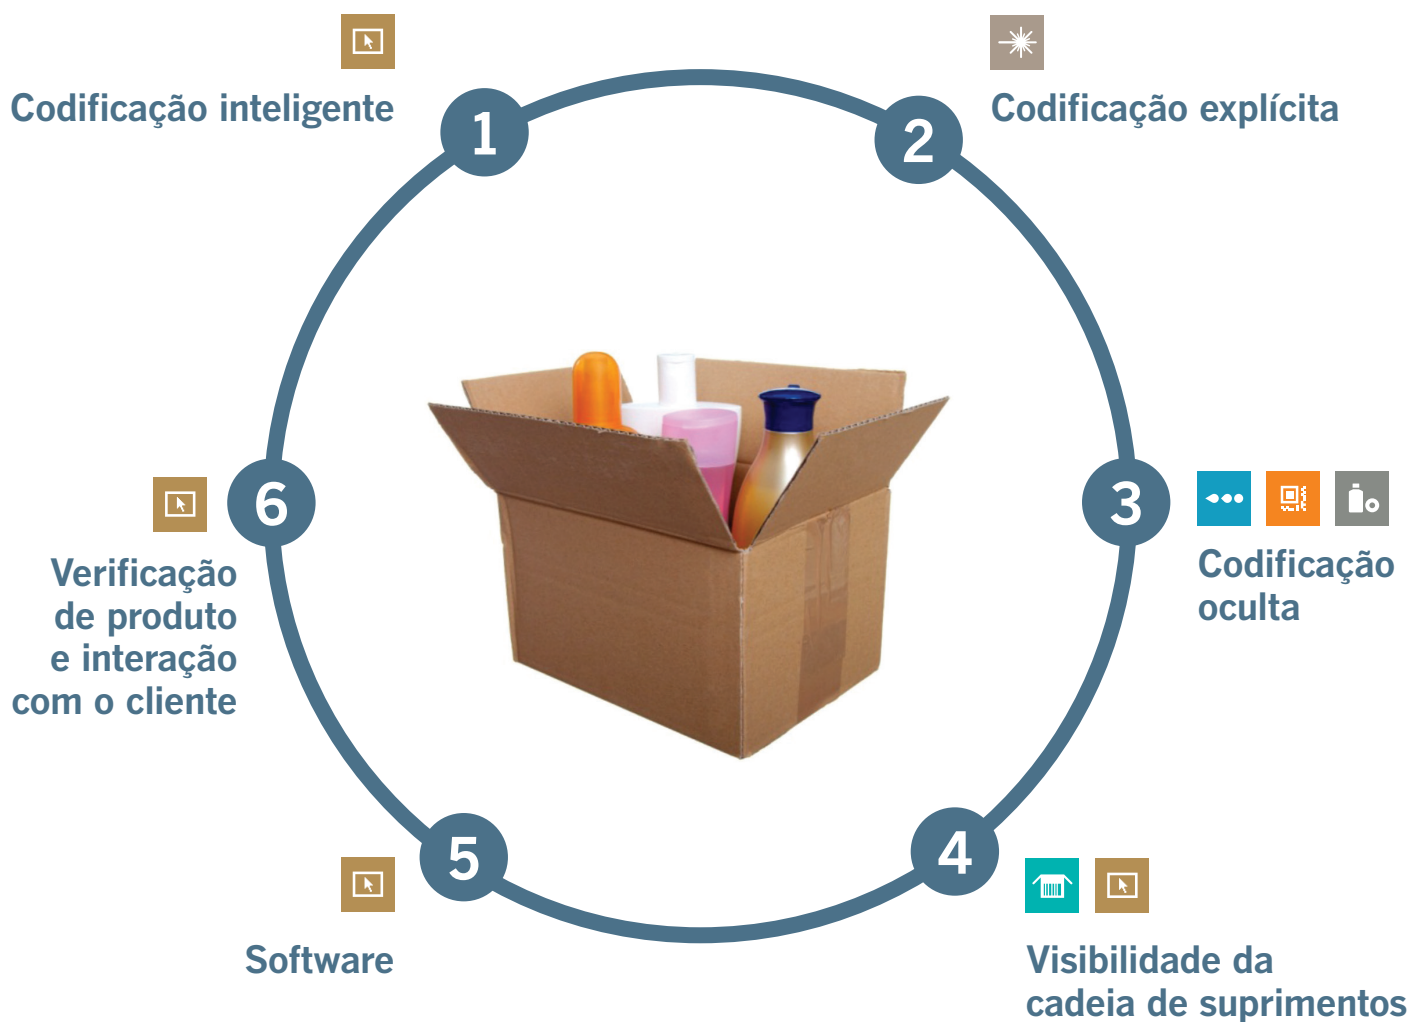 1
Codificação inteligente
2
Codificação explícita
3
Codificação
oculta
4
Visibilidade da
cadeia de suprimentos
5
Software
6
Verificação
de produto
e interação
com o cliente